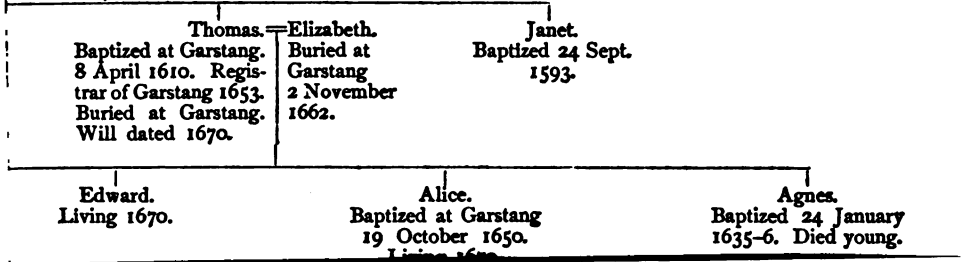 Thomas.=Elizabeth.
Baptized at Garstang.
8 April 1610. Regis-
trar of Garstang 1653.
Buried at Garstang.
Will dated 1670.
Buried at
Garstang
2 November
1662.
Janet.
Baptized 24 Sept.
1593.
Edward.
Living 1670.
Alice.
Baptized at Garstang
19 October 1650.
Living
Agnes.
Baptized 24 January
1635–6. Died young.